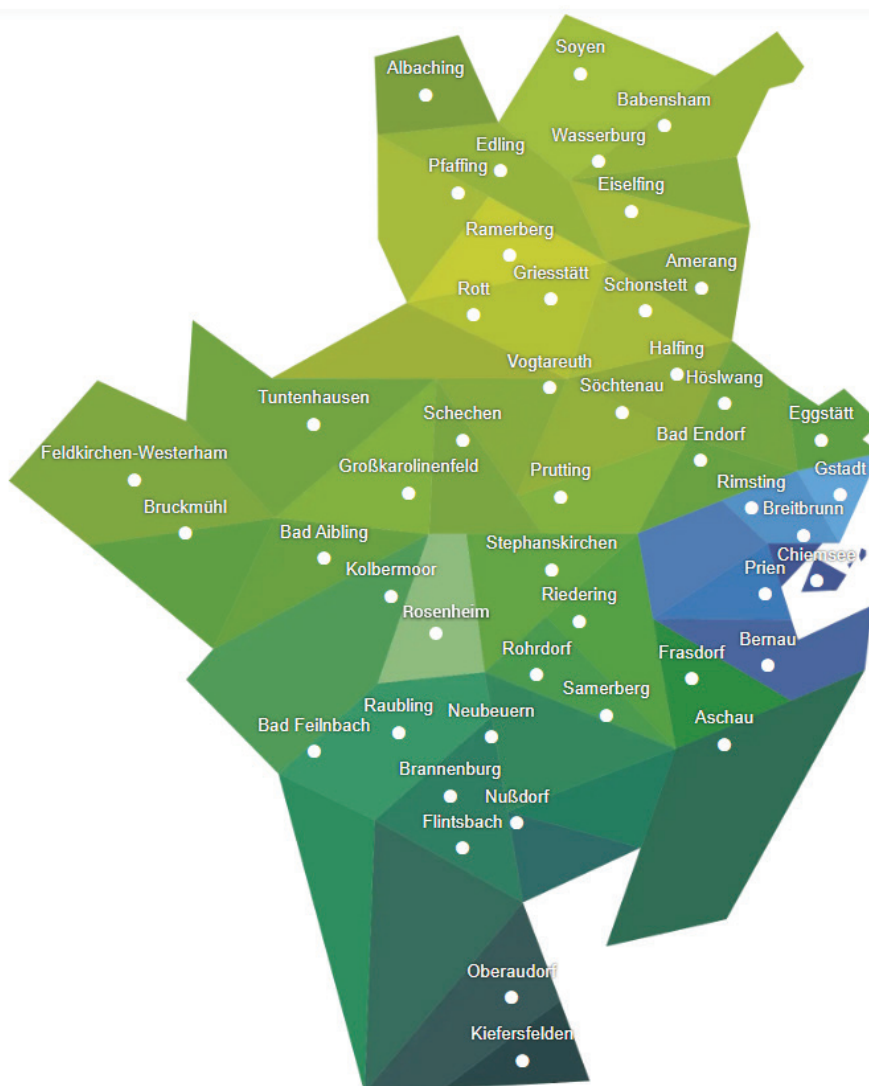 Soyen
Albaching
Babensham
Wasserburg
Edling
Pfaffing
Eiselfing
Ramerberg
Griesstätt
Amerang
Rott
Schonstett
Vogtareuth
Halfing
Söchtenau
Höslwang
Tuntenhausen
Schechen
Eggstätt
Bad Endorf
Feldkirchen-Westerham
Großkarolinenfeld
Prutting
Rimsting
Gstadt
Bruckmühl
Breitbrunn
Bad Aibling
Stephanskirchen
Chiemsee
Kolbermoor
Prien
Riedering
Rosenheim
Bernau
Rohrdorf
Frasdorf
Samerberg
Raubling
Neubeuern
Aschau
Bad Feilnbach
Brannenburg
Nußdorf
Flintsbach
Oberaudorf
Kiefersfelden